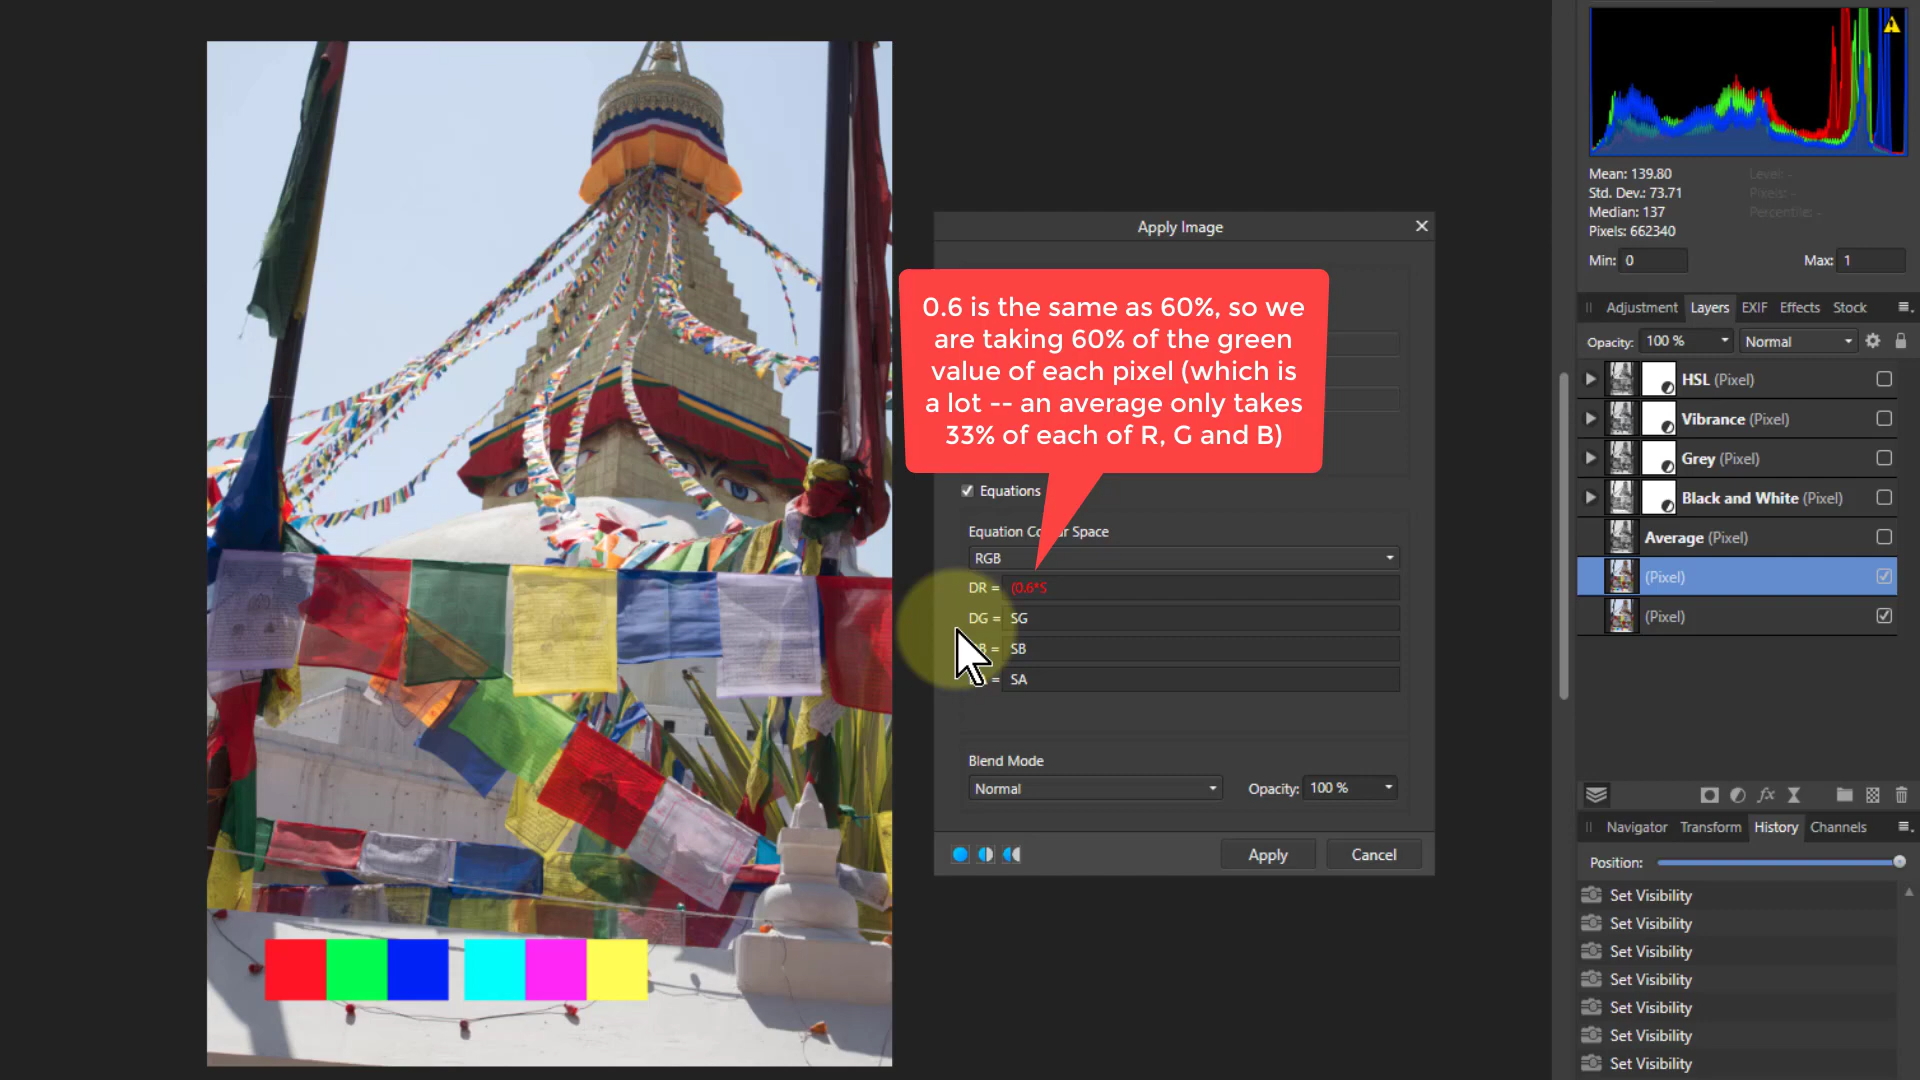 Apply Image
0.6 is the same as 60%, so we
are taking 60% of the green
value of each pixel (which is
a lot -- an average only takes
33% of each of R, G and B)
Equations
Equation Co Space
RGB
DR = (0.6*S
DG = SG
B = SB
= SA
Blend Mode
Normal
Opacity: 100 %
Apply
Cancel
Mean: 139.80
Std. Dev.: 73.71
Median: 137
Pixels: 662340
Level: -
Pixels: -
Percentile: -
Min: 0
Max: 1
Adjustment Layers EXIF Effects Stock
Opacity: 100 % Normal
HSL (Pixel)
Vibrance (Pixel)
Grey (Pixel)
Black and White (Pixel)
Average (Pixel)
(Pixel)
(Pixel)
fx
Navigator Transform History Channels
Position:
Set Visibility
Set Visibility
Set Visibility
Set Visibility
Set Visibility
Set Visibility
Set Visibility